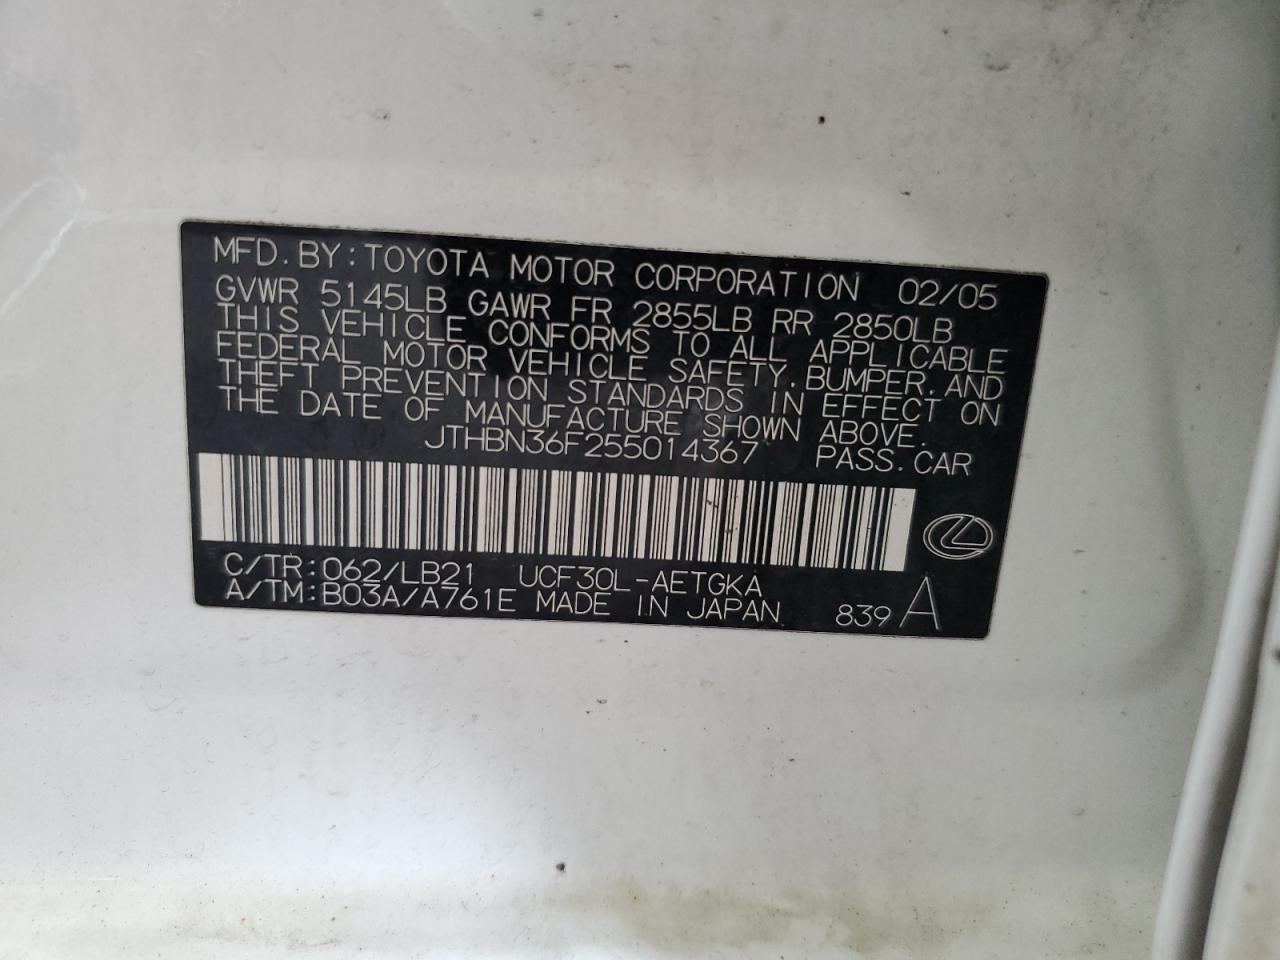 MFD. BY: TOYOTA MOTOR CORPORATION 02/05
GVWR 5145LB GAWR FR 2855LB RR 2850LB
THIS VEHICLE CONFORMS TO ALL APPLICABLE
FEDERAL MOTOR VEHICLE SAFETY, BUMPER, AND
THEFT PREVENTION STANDARDS IN EFFECT ON
THE DATE OF MANUFACTURE SHOWN ABOVE.
JTHBN36F255014367 PASS. CAR
C/TR: 062/LB21 UCF30L-AETGKA
A/TM: B03A/A761E MADE IN JAPAN 839 A